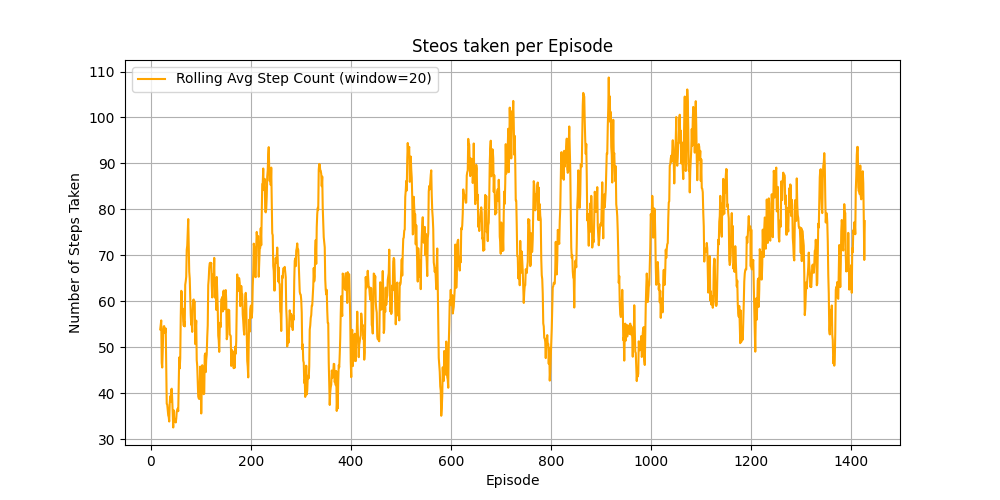 Steos taken per Episode
Rolling Avg Step Count (window=20)
Number of Steps Taken
110
100
90
80
70
60
50
40
30
0 200 400 600 800 1000 1200 1400
Episode